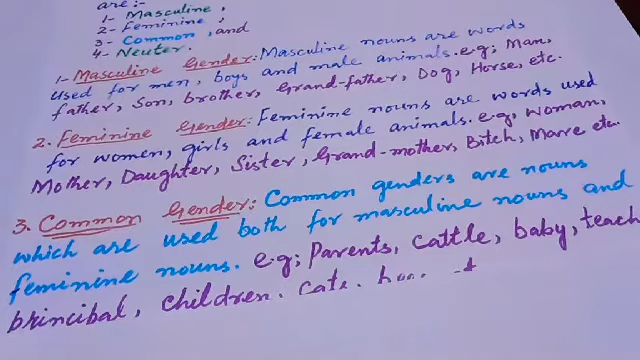 are :-
1- Masculine,
2- Feminine,
3- Common, and
4- Neuter.
1- Masculine Gender: Masculine nouns are words
used for men, boys and male animals. e.g; Man,
father, Son, brother, Grand-father, Dog, Horse, etc.
2. Feminine Gender: Feminine nouns are words used
for women, girls and female animals. e.g; Woman,
Mother, Daughter, Sister, Grand-mother, Bitch, Marre etc.
3. Common Gender: Common genders are nouns
which are used both for masculine nouns and
feminine nouns. e.g; Parents, Cattle, baby, teach
principal, children. cats.